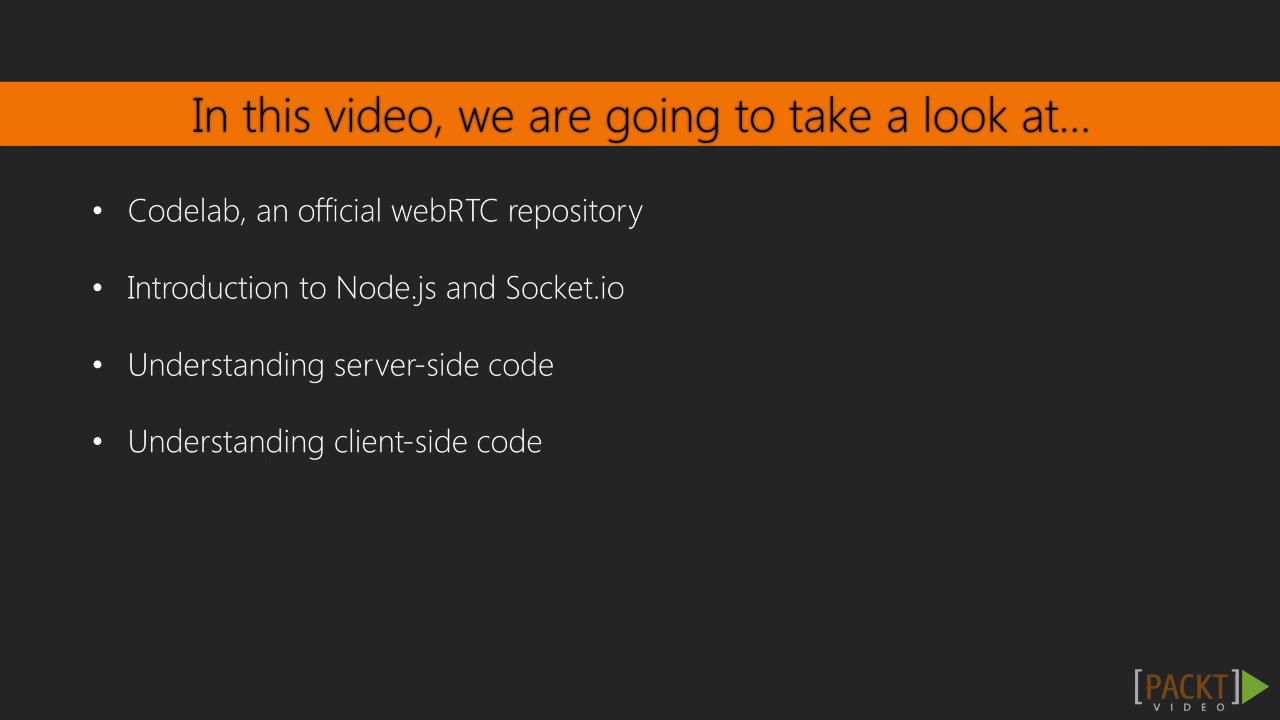 In this video, we are going to take a look at...
• Codelab, an official webRTC repository
• Introduction to Node.js and Socket.io
• Understanding server-side code
• Understanding client-side code
[PACKT]
VIDEO